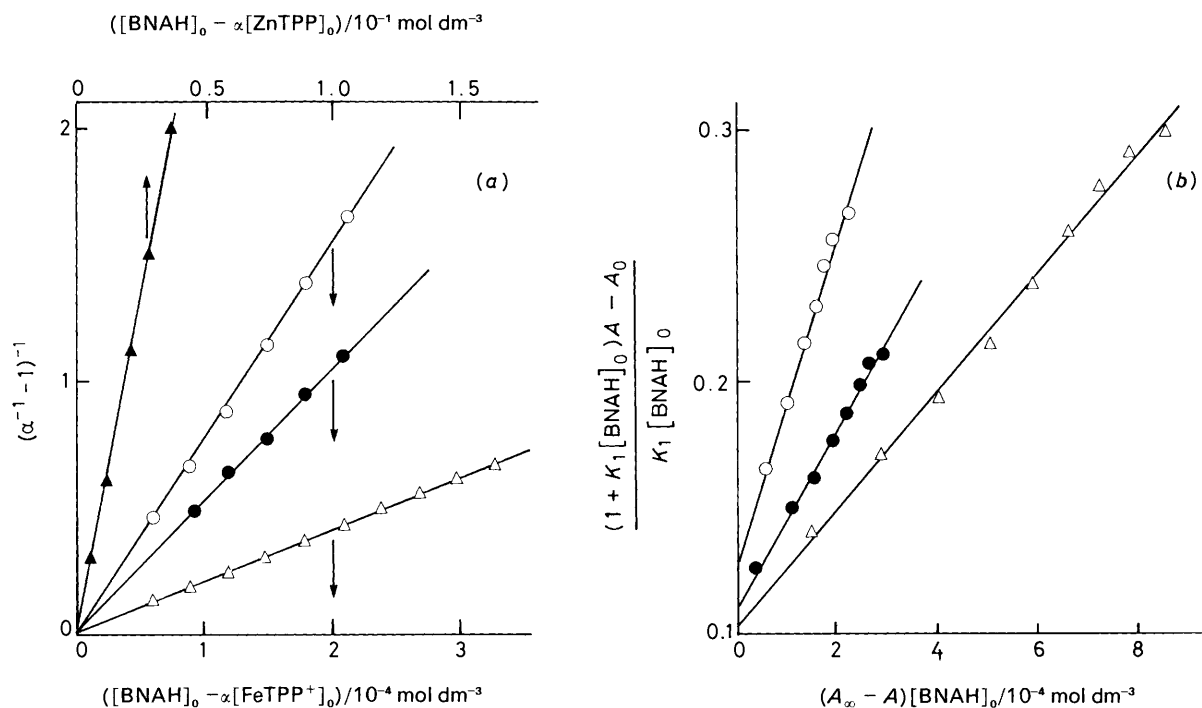 ([BNAH]₀ − α[ZnTPP]₀)/10⁻¹ mol dm⁻³
0 0.5 1.0 1.5
2
1
0
(a)
(α⁻¹ -1)⁻¹
0 1 2 3
([BNAH]₀ − α[FeTPP⁺]₀)/10⁻⁴ mol dm⁻³
0.3
0.2
0.1
(b)
(1 + K₁[BNAH]₀)A − A₀
K₁[BNAH]₀
0 2 4 6 8
(A∞ − A)[BNAH]₀/10⁻⁴ mol dm⁻³